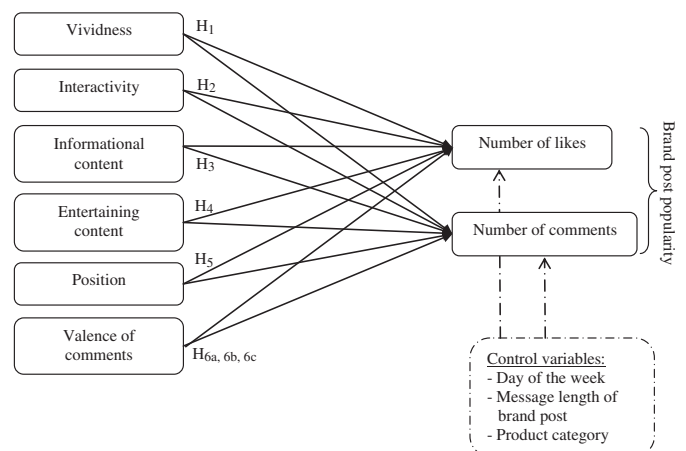 Vividness
H1
Interactivity
H2
Informational
content
H3
Entertaining
content
H4
Position
H5
Valence of
comments
H6a, 6b, 6c
Number of likes
Number of comments
Brand post popularity
Control variables:
- Day of the week
- Message length of
brand post
- Product category